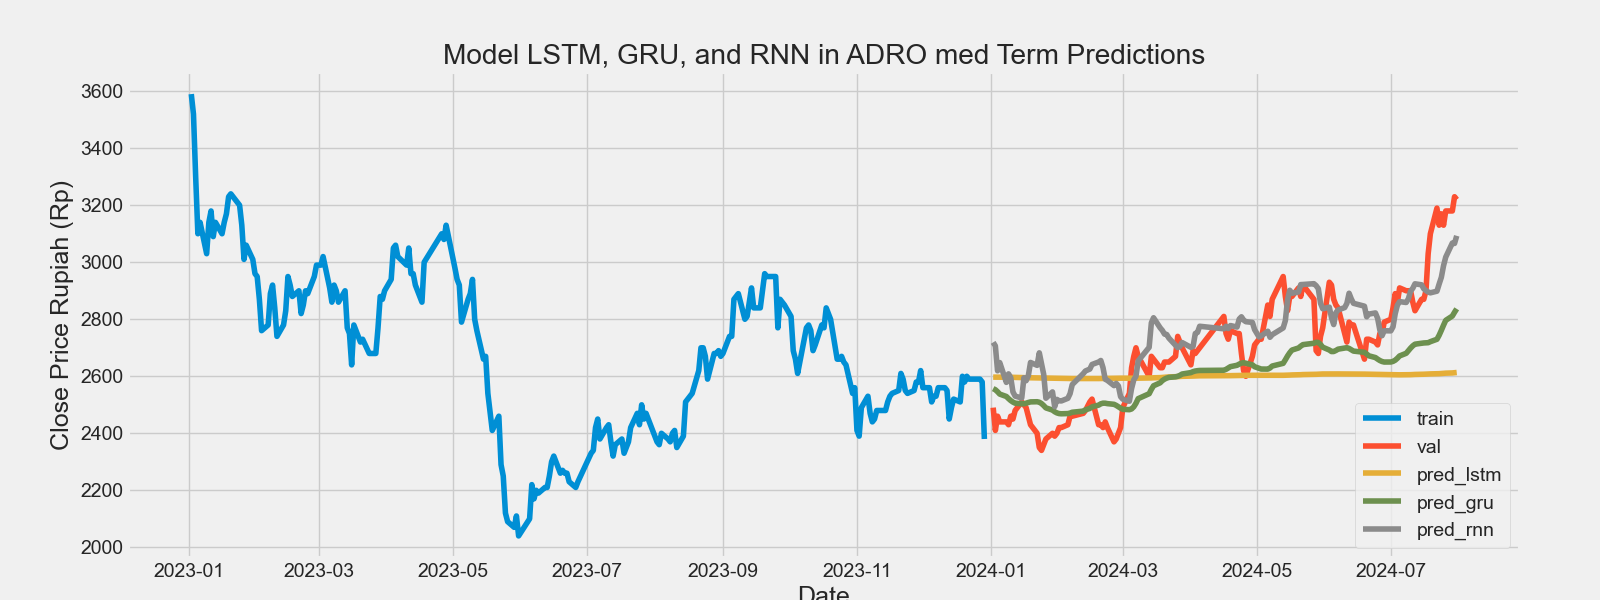 Model LSTM, GRU, and RNN in ADRO med Term Predictions
Close Price Rupiah (Rp)
3600
3400
3200
3000
2800
2600
2400
2200
2000
2023-01 2023-03 2023-05 2023-07 2023-09 2023-11 2024-01 2024-03 2024-05 2024-07
Date
train
val
pred_lstm
pred_gru
pred_rnn